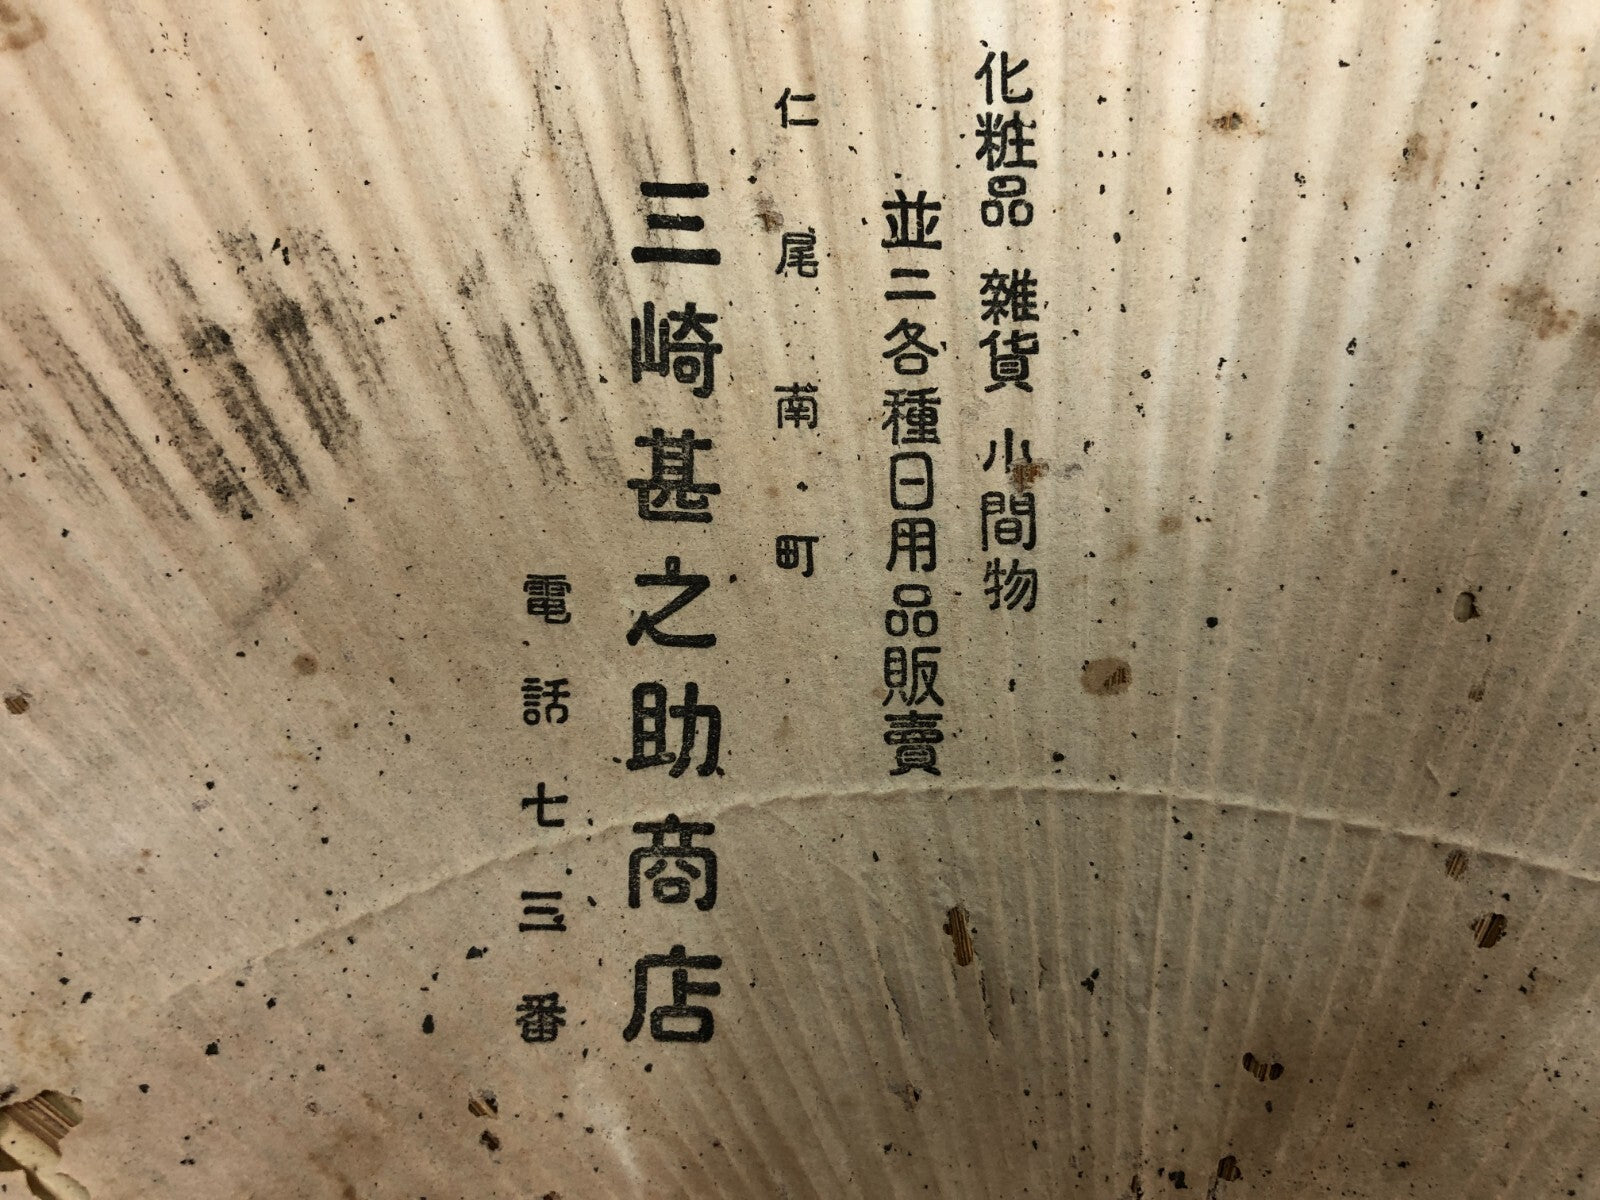 化粧品 雑貨 小間物
並ニ各種日用品販賣
仁尾南町
三崎甚之助商店
電話七三番